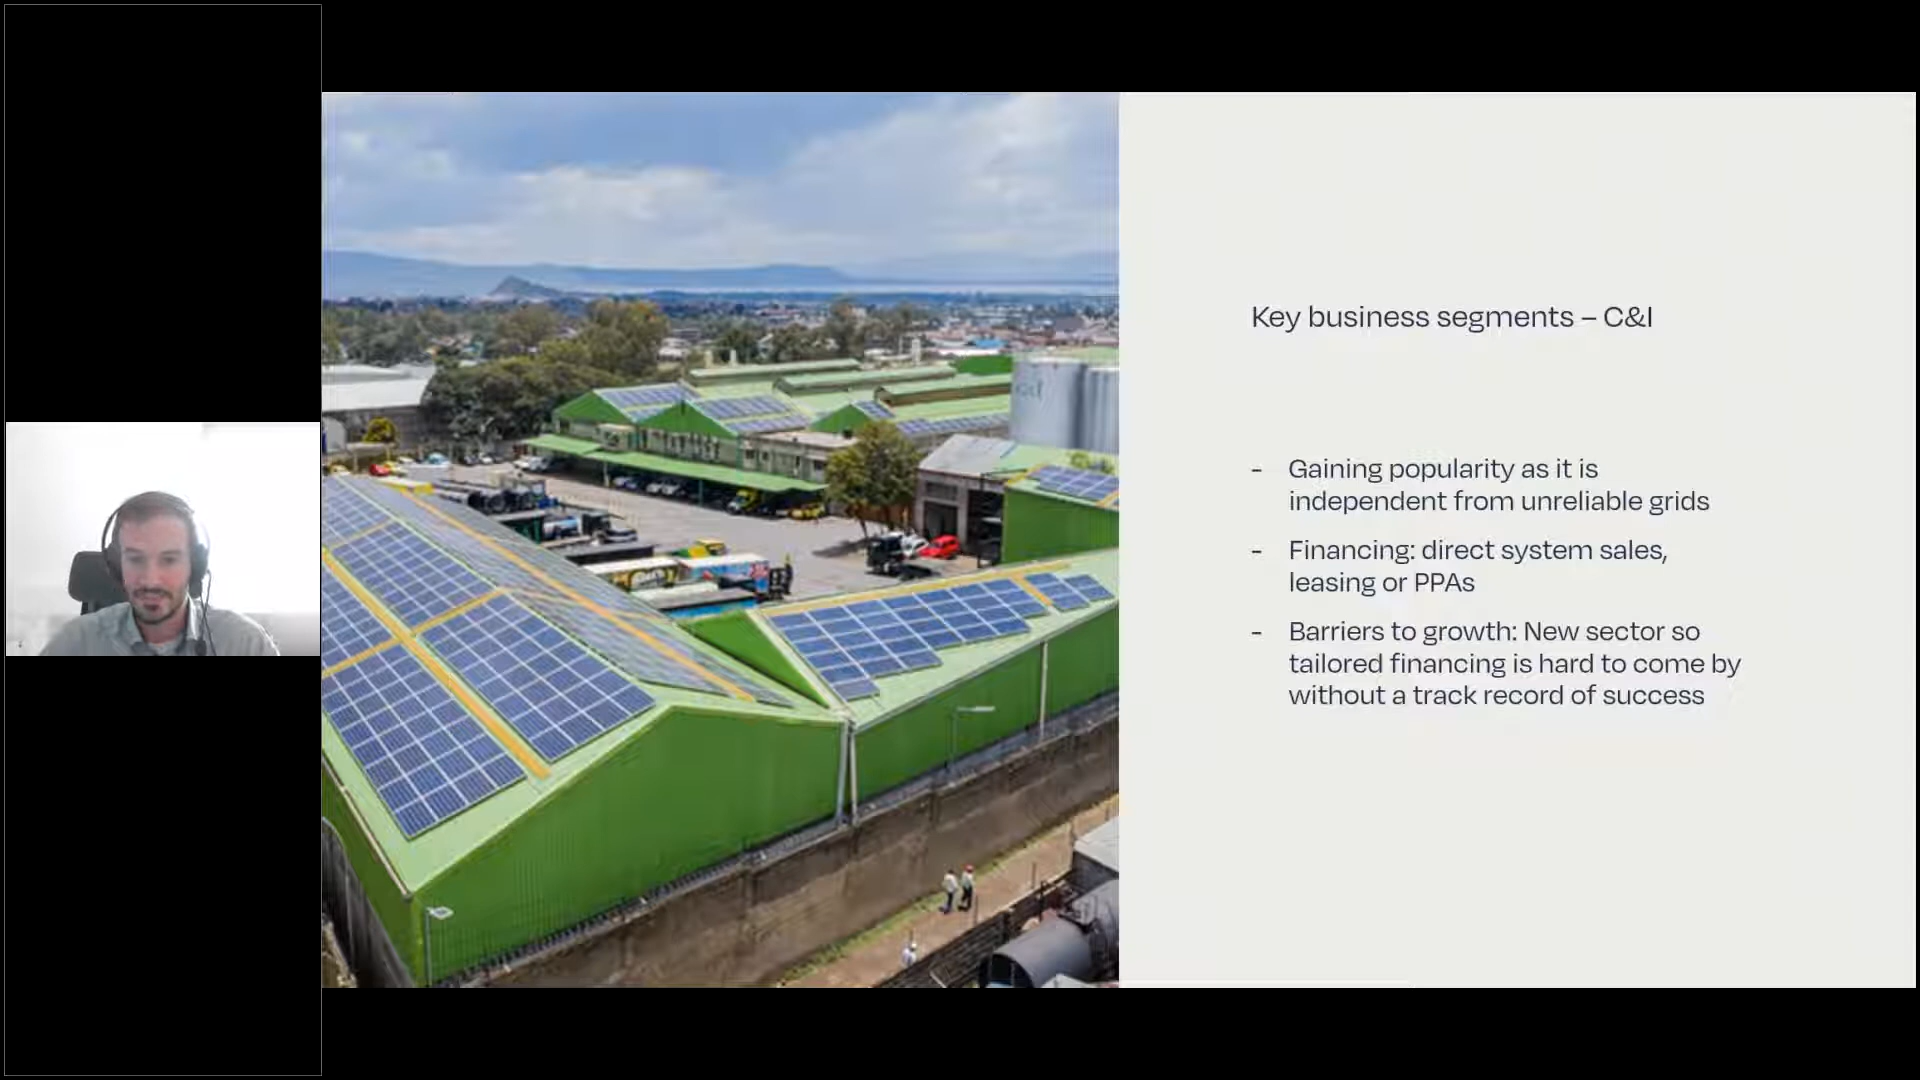 Key business segments – C&I
- Gaining popularity as it is
independent from unreliable grids
- Financing: direct system sales,
leasing or PPAs
- Barriers to growth: New sector so
tailored financing is hard to come by
without a track record of success